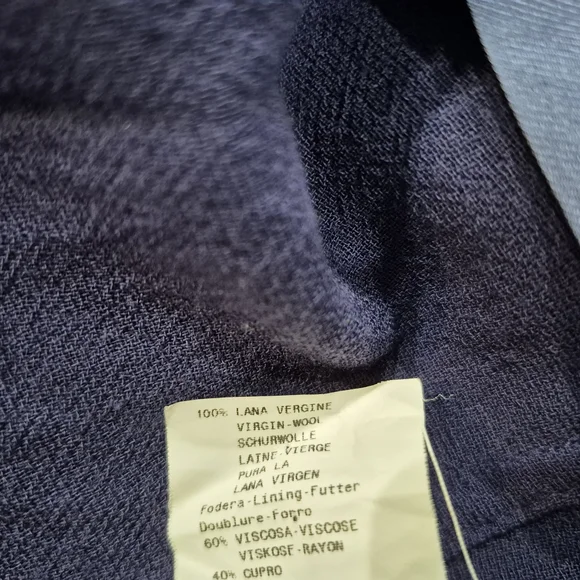 100% LANA VERGINE
VIRGIN-WOOL
SCHURWOLLE
LAINE-VIERGE
PURA LA
LANA VIRGEN
Fodera-Lining-Futter
Doublure-Forro
60% VISCOSA-VISCOSE
VISKOSE-RAYON
40% CUPRO